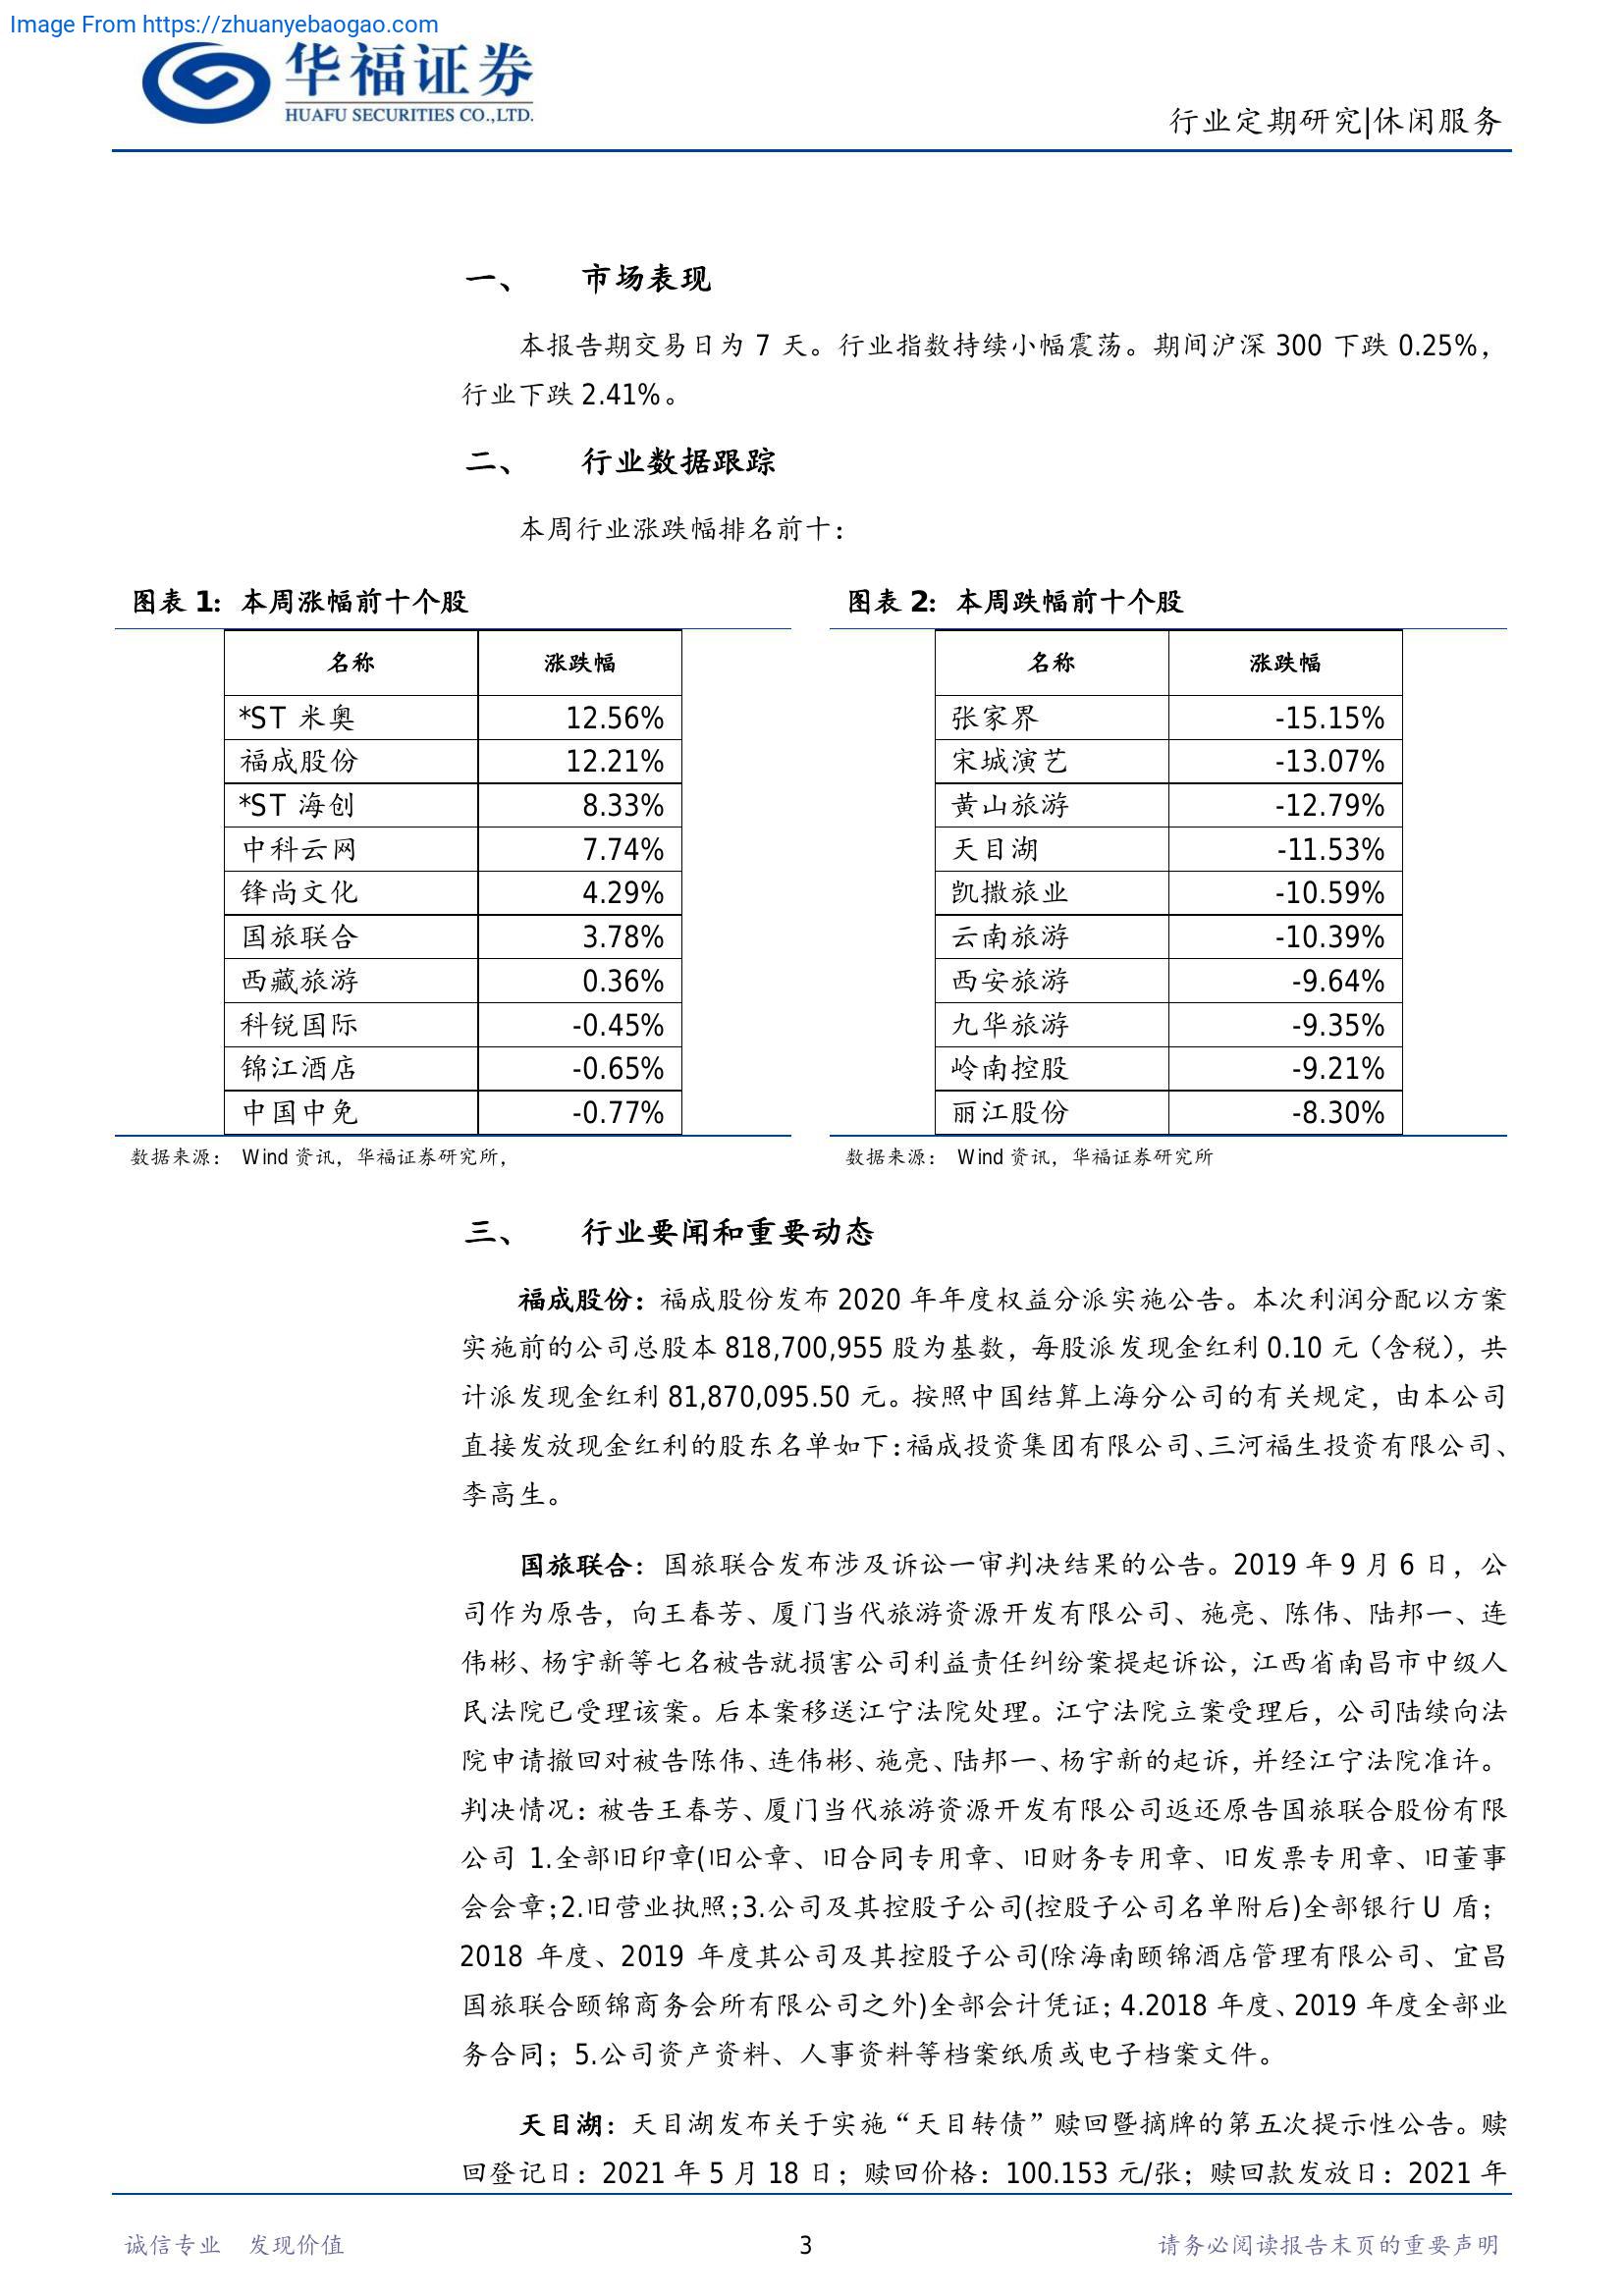 Image From https://zhuanyebaogao.com
华福证券
HUAFU SECURITIES CO.,LTD.
行业定期研究|休闲服务
一、 市场表现
本报告期交易日为 7 天。行业指数持续小幅震荡。期间沪深 300 下跌 0.25%，
行业下跌 2.41%。
二、 行业数据跟踪
本周行业涨跌幅排名前十：
图表 1： 本周涨幅前十个股
名称 涨跌幅
*ST 米奥 12.56%
福成股份 12.21%
*ST 海创 8.33%
中科云网 7.74%
锋尚文化 4.29%
国旅联合 3.78%
西藏旅游 0.36%
科锐国际 -0.45%
锦江酒店 -0.65%
中国中免 -0.77%
数据来源： Wind 资讯，华福证券研究所，
图表 2： 本周跌幅前十个股
名称 涨跌幅
张家界 -15.15%
宋城演艺 -13.07%
黄山旅游 -12.79%
天目湖 -11.53%
凯撒旅业 -10.59%
云南旅游 -10.39%
西安旅游 -9.64%
九华旅游 -9.35%
岭南控股 -9.21%
丽江股份 -8.30%
数据来源： Wind 资讯，华福证券研究所
三、 行业要闻和重要动态
福成股份：福成股份发布 2020 年年度权益分派实施公告。本次利润分配以方案
实施前的公司总股本 818,700,955 股为基数，每股派发现金红利 0.10 元（含税），共
计派发现金红利 81,870,095.50 元。按照中国结算上海分公司的有关规定，由本公司
直接发放现金红利的股东名单如下：福成投资集团有限公司、三河福生投资有限公司、
李高生。
国旅联合：国旅联合发布涉及诉讼一审判决结果的公告。2019 年 9 月 6 日，公
司作为原告，向王春芳、厦门当代旅游资源开发有限公司、施亮、陈伟、陆邦一、连
伟彬、杨宇新等七名被告就损害公司利益责任纠纷案提起诉讼，江西省南昌市中级人
民法院已受理该案。后本案移送江宁法院处理。江宁法院立案受理后，公司陆续向法
院申请撤回对被告陈伟、连伟彬、施亮、陆邦一、杨宇新的起诉，并经江宁法院准许。
判决情况：被告王春芳、厦门当代旅游资源开发有限公司返还原告国旅联合股份有限
公司 1.全部旧印章(旧公章、旧合同专用章、旧财务专用章、旧发票专用章、旧董事
会会章；2.旧营业执照；3.公司及其控股子公司(控股子公司名单附后)全部银行 U 盾；
2018 年度、2019 年度其公司及其控股子公司(除海南颐锦酒店管理有限公司、宜昌
国旅联合颐锦商务会所有限公司之外)全部会计凭证；4.2018 年度、2019 年度全部业
务合同；5.公司资产资料、人事资料等档案纸质或电子档案文件。
天目湖：天目湖发布关于实施“天目转债”赎回暨摘牌的第五次提示性公告。赎
回登记日：2021 年 5 月 18 日；赎回价格：100.153 元/张；赎回款发放日：2021 年
诚信专业 发现价值
3
请务必阅读报告末页的重要声明